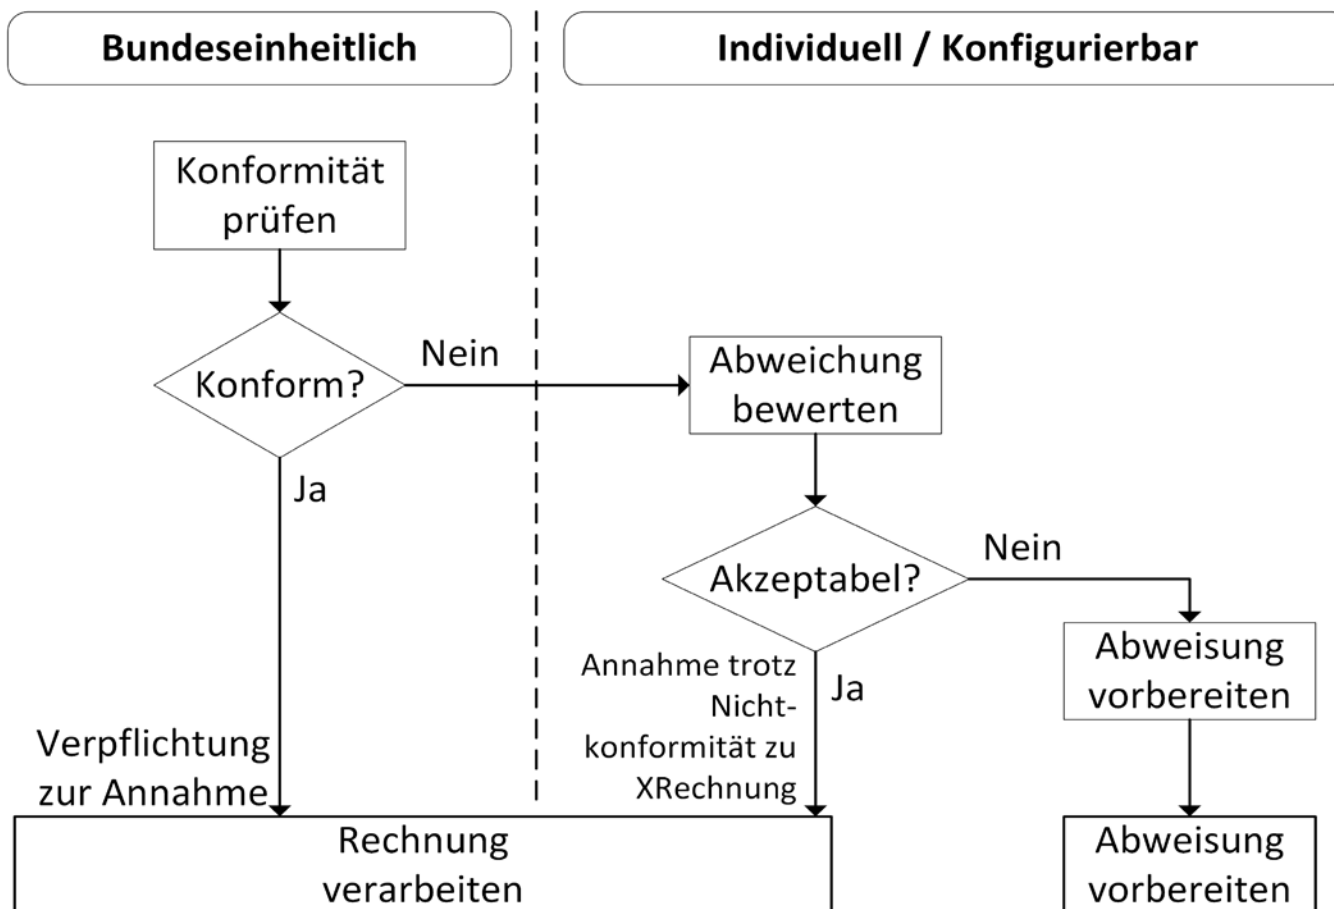 Bundeseinheitlich
Individuell / Konfigurierbar
Konformität
prüfen
Konform?
Nein
Ja
Abweichung
bewerten
Akzeptabel?
Nein
Ja
Annahme trotz
Nicht-
konformität zu
XRechnung
Abweisung
vorbereiten
Verpflichtung
zur Annahme
Rechnung
verarbeiten
Abweisung
vorbereiten